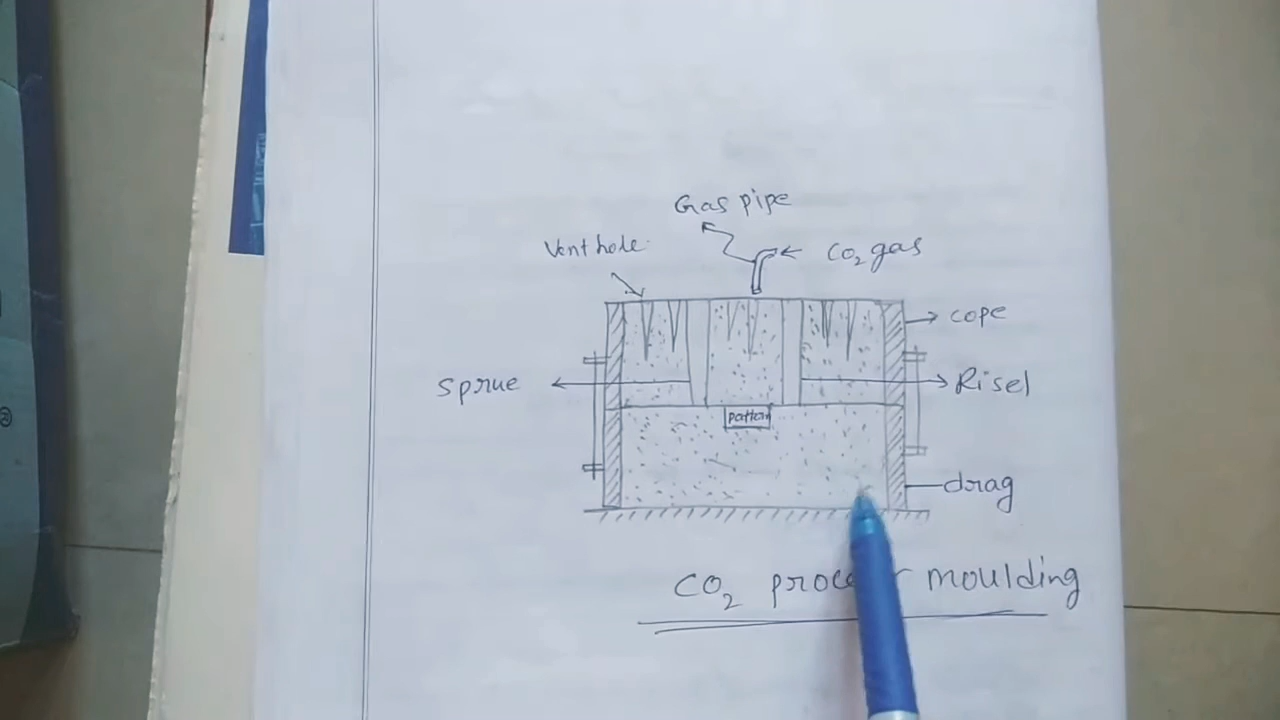 Gas pipe
Vent hole
CO₂ gas
cope
Sprue
Risel
pattern
drag
CO₂ moulding